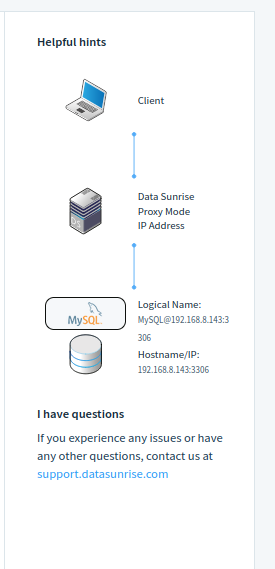 Helpful hints
Client
Data Sunrise
Proxy Mode
IP Address
MySQL
Logical Name:
MySQL@192.168.8.143:3
306
Hostname/IP:
192.168.8.143:3306
I have questions
If you experience any issues or have
any other questions, contact us at
support.datasunrise.com